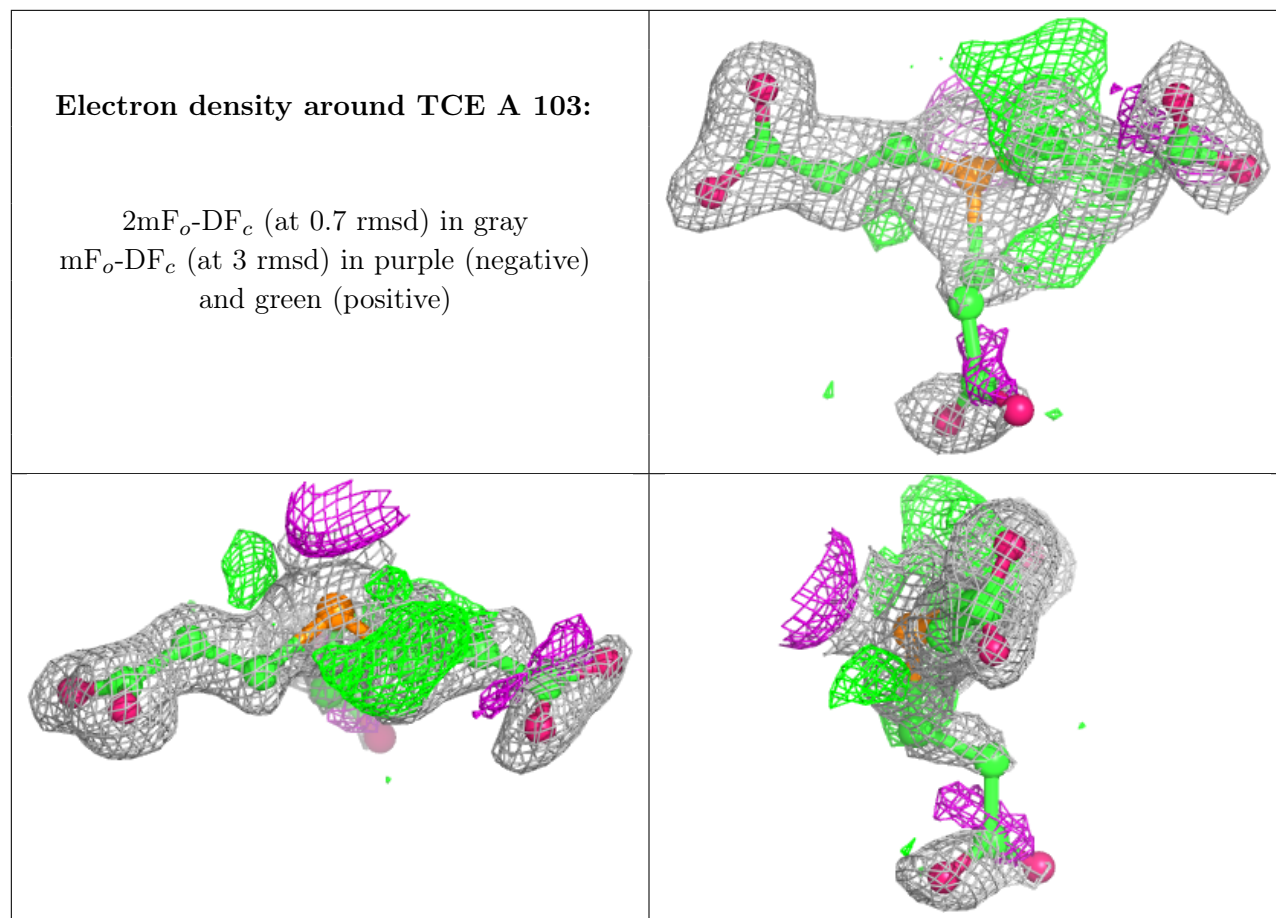 Electron density around TCE A 103:
2mFo-DFc (at 0.7 rmsd) in gray
mFo-DFc (at 3 rmsd) in purple (negative)
and green (positive)